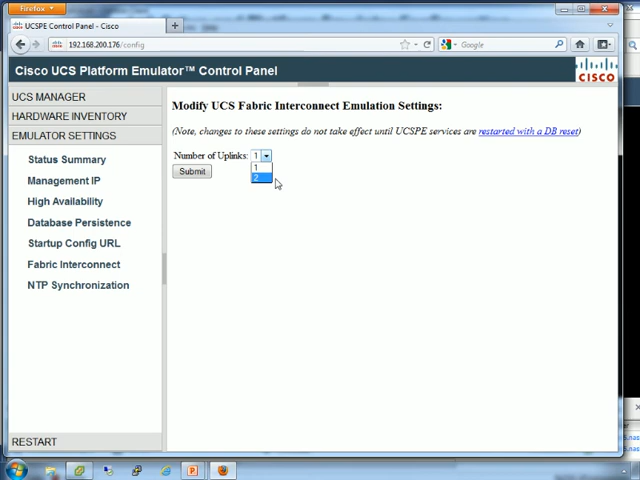 Firefox
UCSPE Control Panel - Cisco
192.168.200.176/config
Google
Cisco UCS Platform Emulator™ Control Panel
CISCO
UCS MANAGER
HARDWARE INVENTORY
EMULATOR SETTINGS
Status Summary
Management IP
High Availability
Database Persistence
Startup Config URL
Fabric Interconnect
NTP Synchronization
RESTART
Modify UCS Fabric Interconnect Emulation Settings:
(Note, changes to these settings do not take effect until UCSPE services are restarted with a DB reset)
Number of Uplinks: 1
1
2
Submit